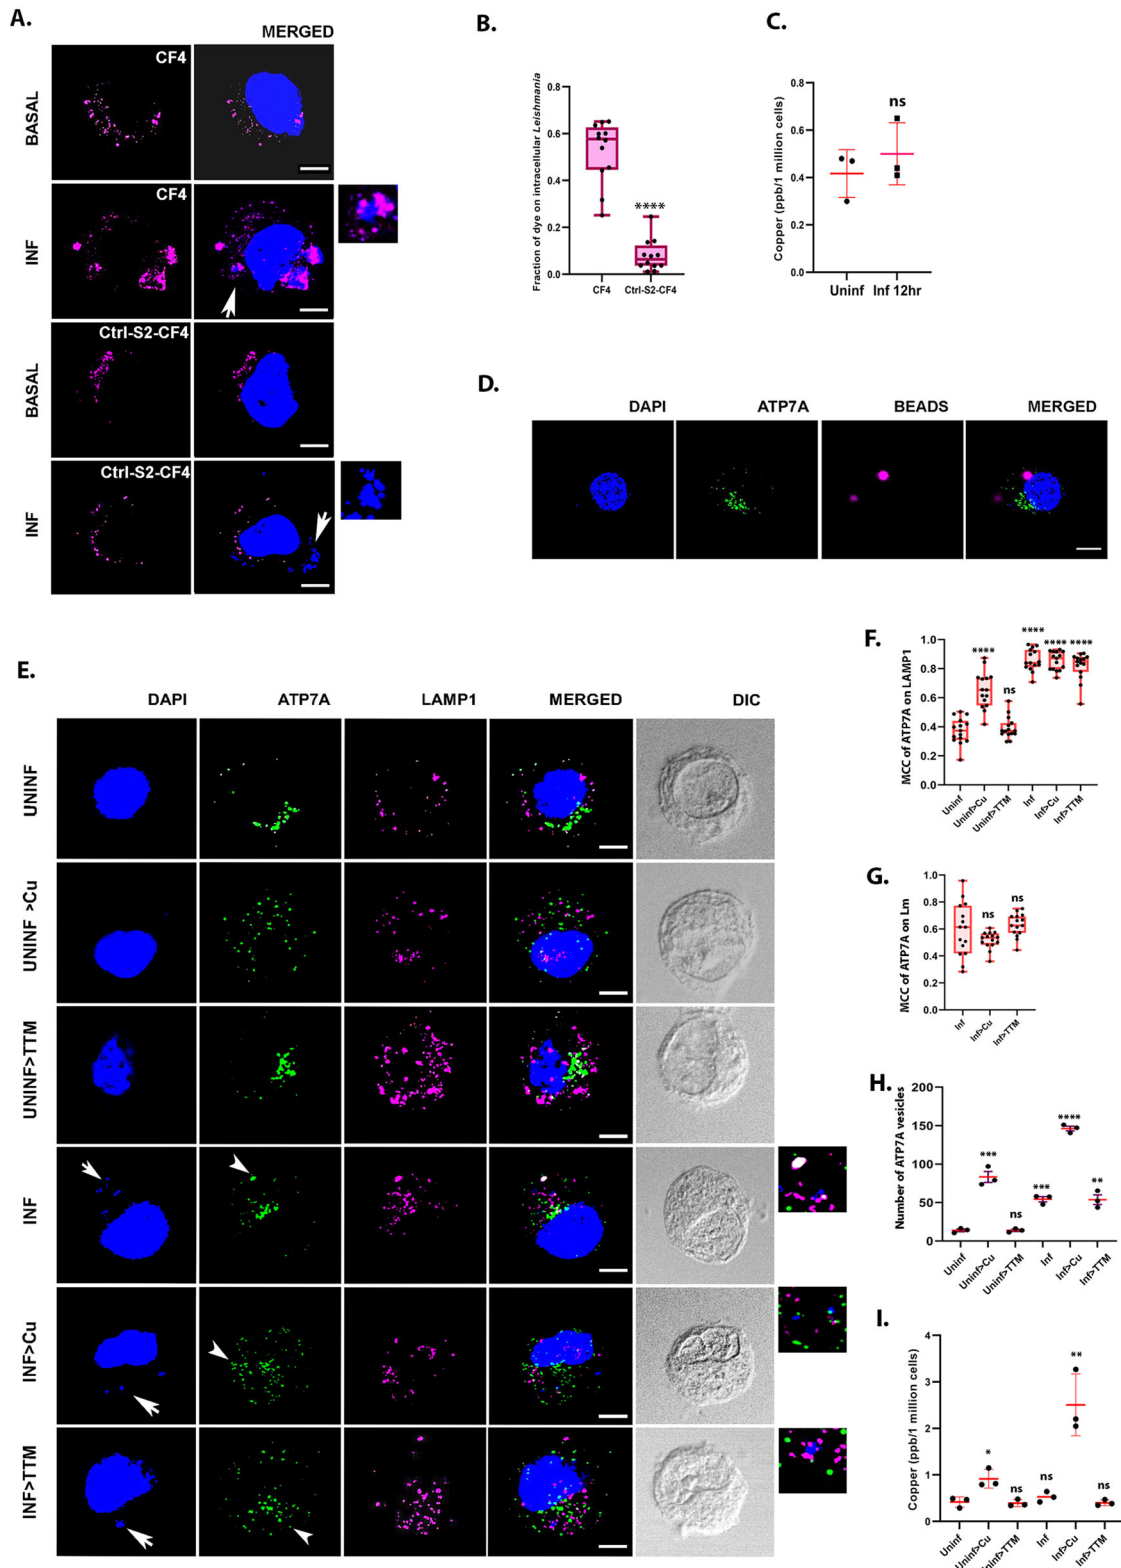 A.
MERGED
CF4
BASAL
CF4
INF
Ctrl-S2-CF4
BASAL
Ctrl-S2-CF4
INF
B.
Fraction of dye on intracellular Leishmania
0.8
0.6
0.4
0.2
0.0
****
CF4 Ctrl-S2-CF4
C.
Copper (ppb/1 million cells)
0.8
0.6
0.4
0.2
0.0
ns
Uninf Inf 12hr
D.
DAPI ATP7A BEADS MERGED
E.
DAPI ATP7A LAMP1 MERGED DIC
UNINF
UNINF >Cu
UNINF>TTM
INF
INF>Cu
INF>TTM
F.
MCC of ATP7A on LAMP1
1.0
0.8
0.6
0.4
0.2
0.0
**** ns **** **** ****
Uninf Uninf>Cu Uninf>TTM Inf Inf>Cu Inf>TTM
G.
MCC of ATP7A on Lm
1.0
0.8
0.6
0.4
0.2
0.0
ns ns
Inf Inf>Cu Inf>TTM
H.
Number of ATP7A vesicles
200
150
100
50
0
*** ns *** **** **
Uninf Uninf>Cu Uninf>TTM Inf Inf>Cu Inf>TTM
I.
Copper (ppb/1 million cells)
4
3
2
1
0
* ns ns ** ns
Uninf Uninf>Cu Uninf>TTM Inf Inf>Cu Inf>TTM